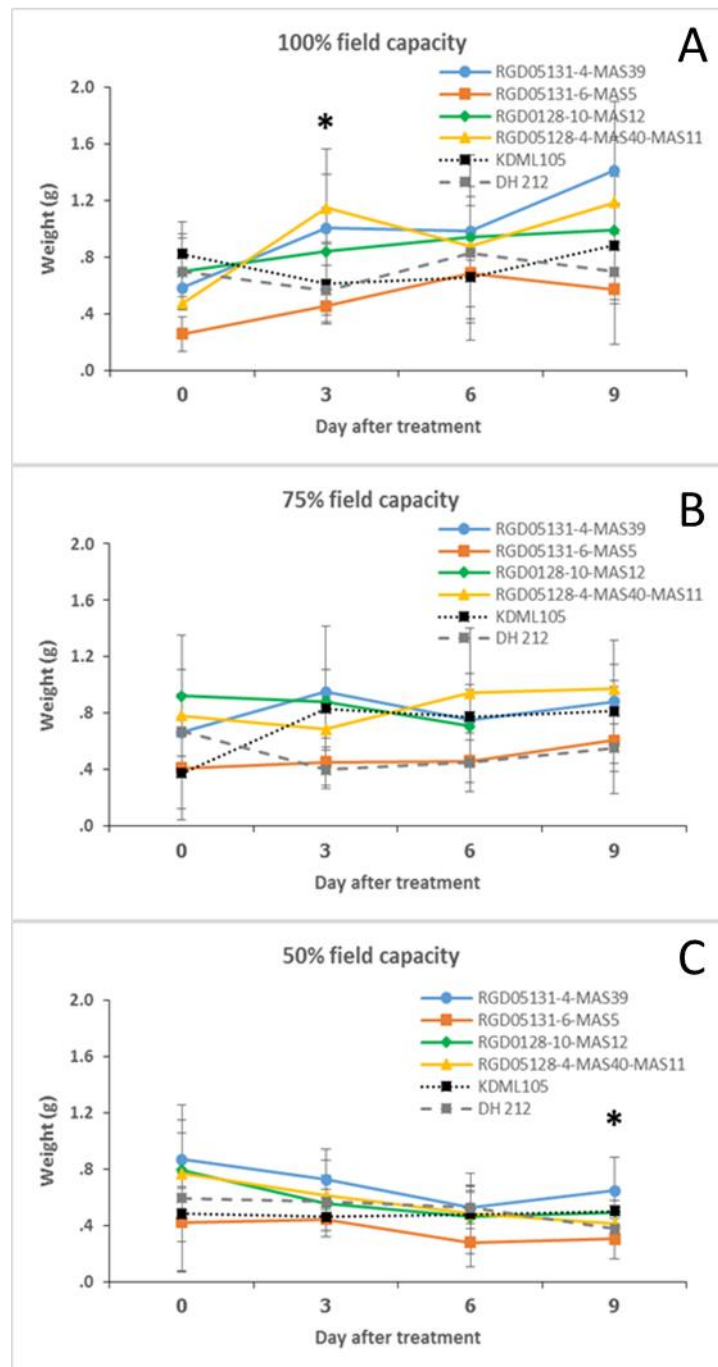 A
100% field capacity
RGD05131-4-MAS39
RGD05131-6-MAS5
RGD0128-10-MAS12
RGD05128-4-MAS40-MAS11
KDML105
DH 212
*
Weight (g)
2.0
1.6
1.2
.8
.4
.0
0 3 6 9
Day after treatment
B
75% field capacity
RGD05131-4-MAS39
RGD05131-6-MAS5
RGD0128-10-MAS12
RGD05128-4-MAS40-MAS11
KDML105
DH 212
Weight (g)
2.0
1.6
1.2
.8
.4
.0
0 3 6 9
Day after treatment
C
50% field capacity
RGD05131-4-MAS39
RGD05131-6-MAS5
RGD0128-10-MAS12
RGD05128-4-MAS40-MAS11
KDML105
DH 212
*
Weight (g)
2.0
1.6
1.2
.8
.4
.0
0 3 6 9
Day after treatment